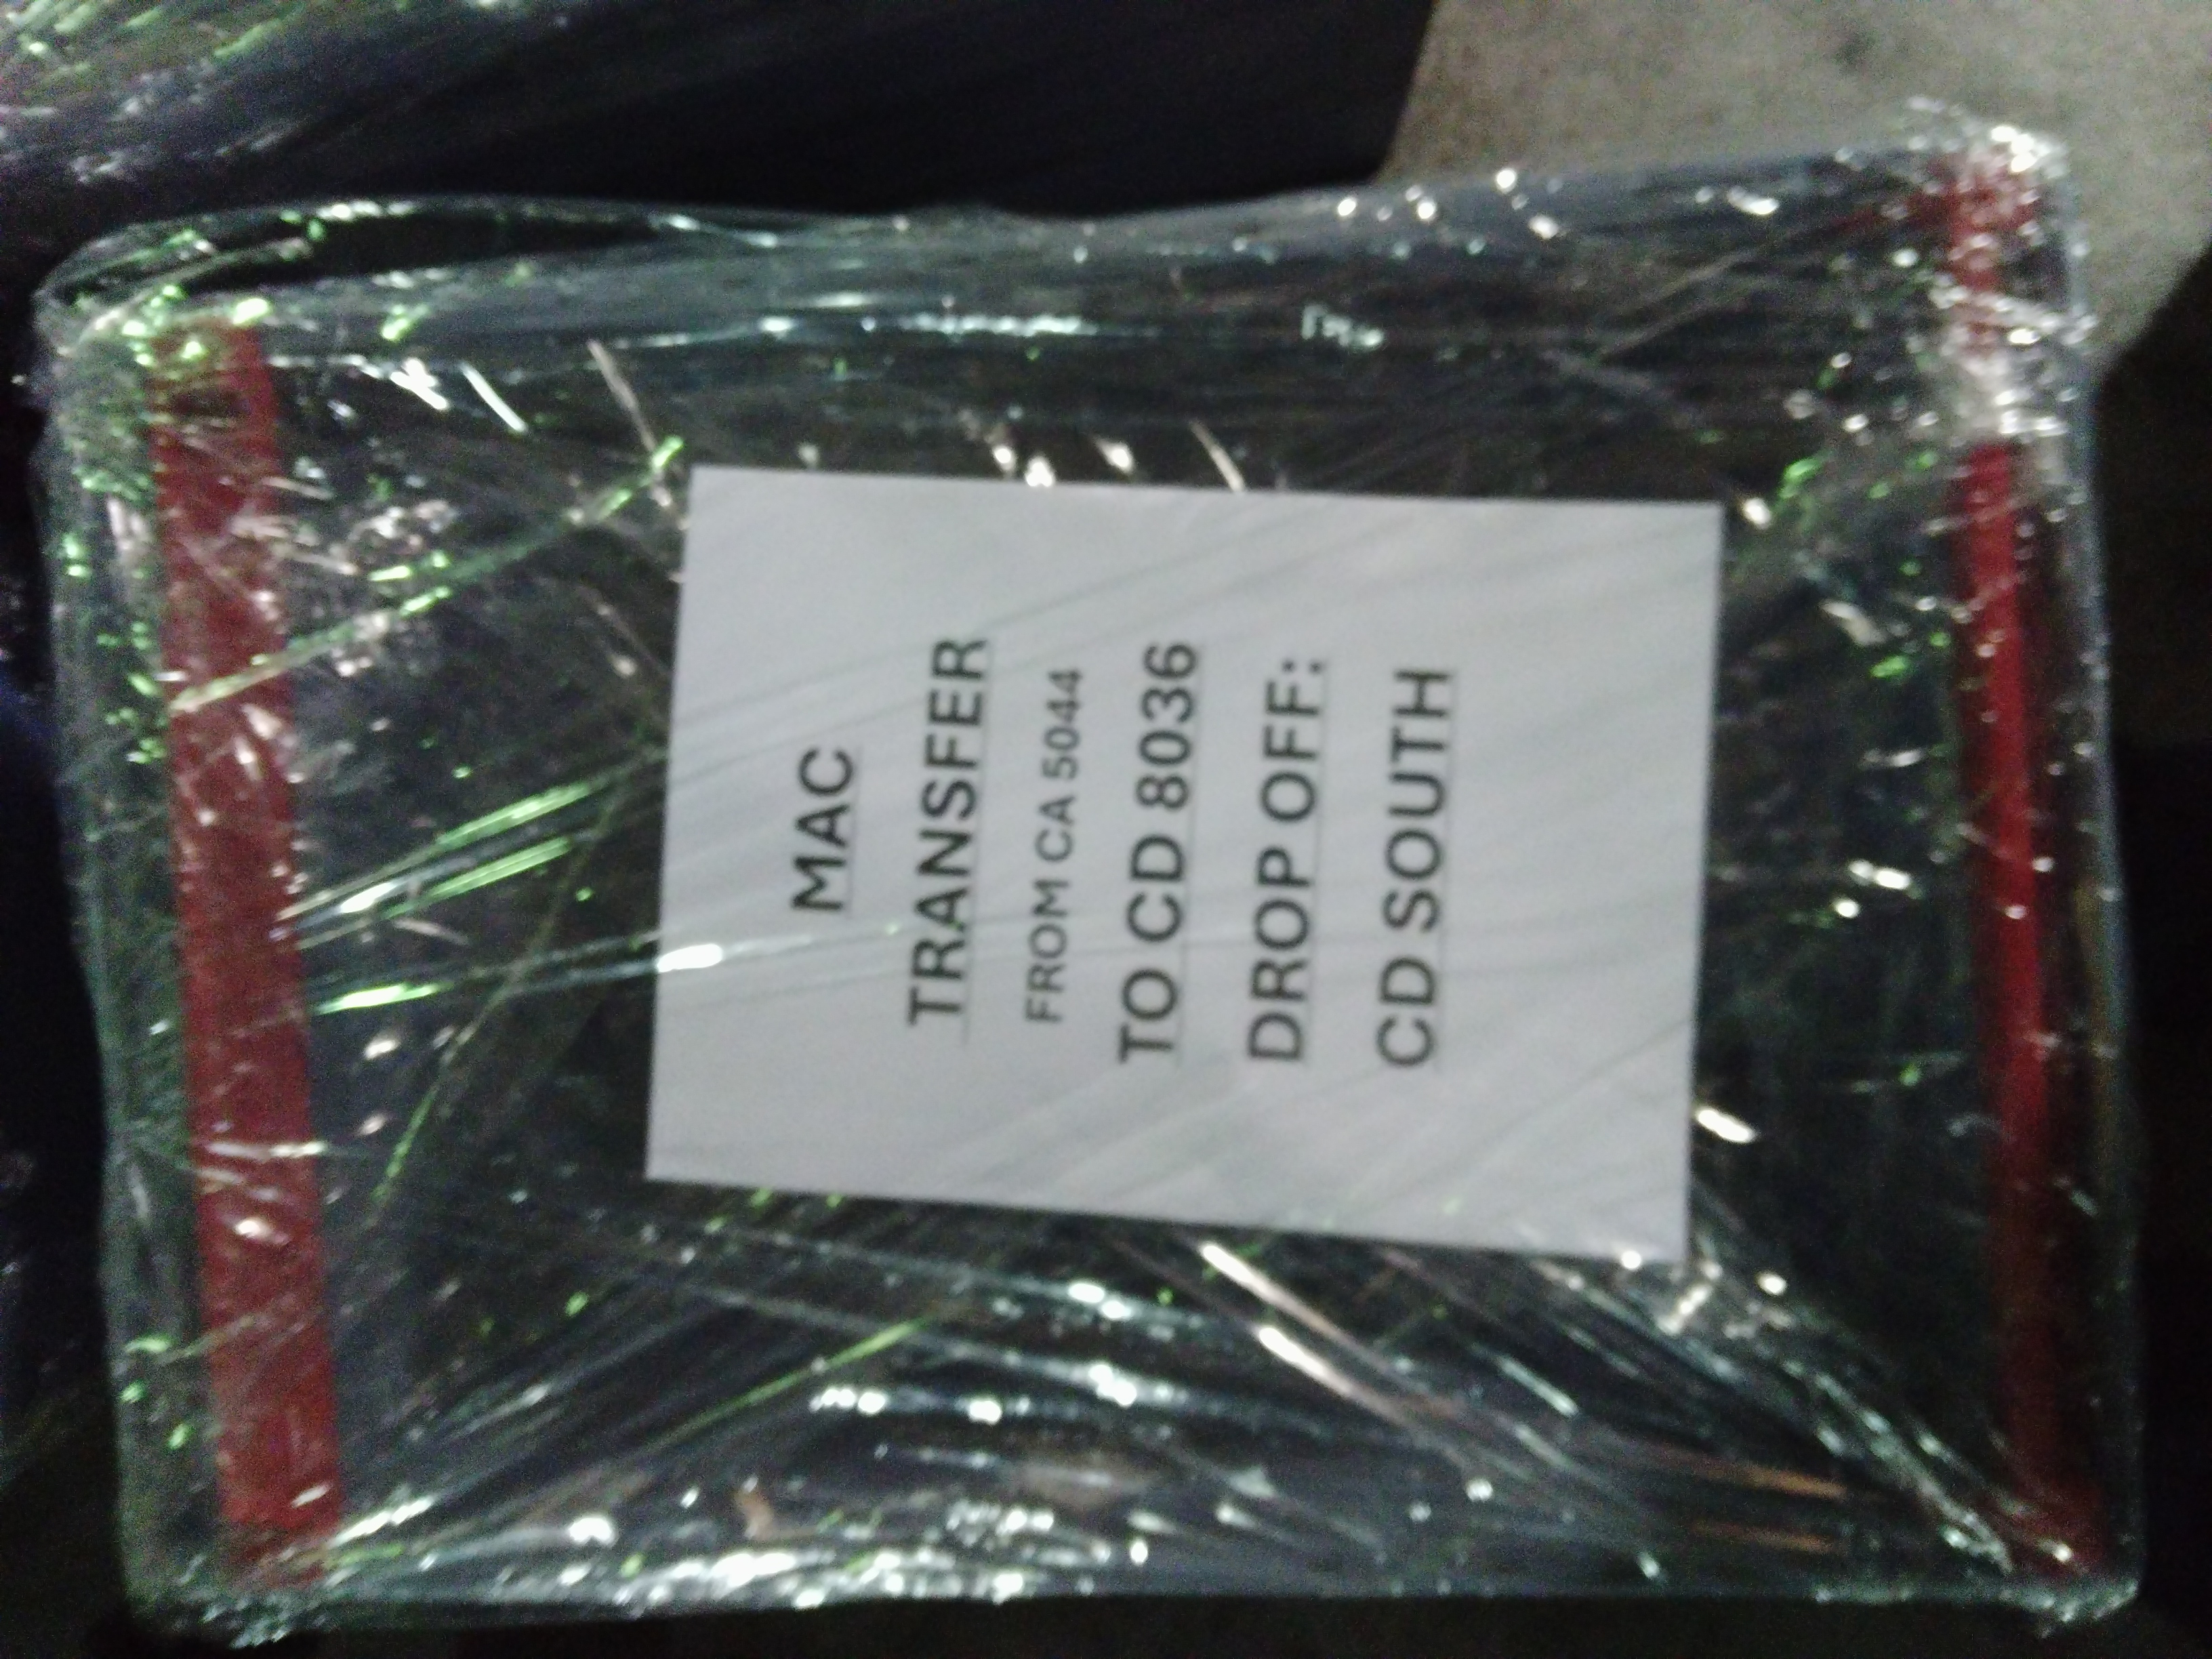 MAC
TRANSFER
FROM CA 5044
TO CD 8036
DROP OFF:
CD SOUTH